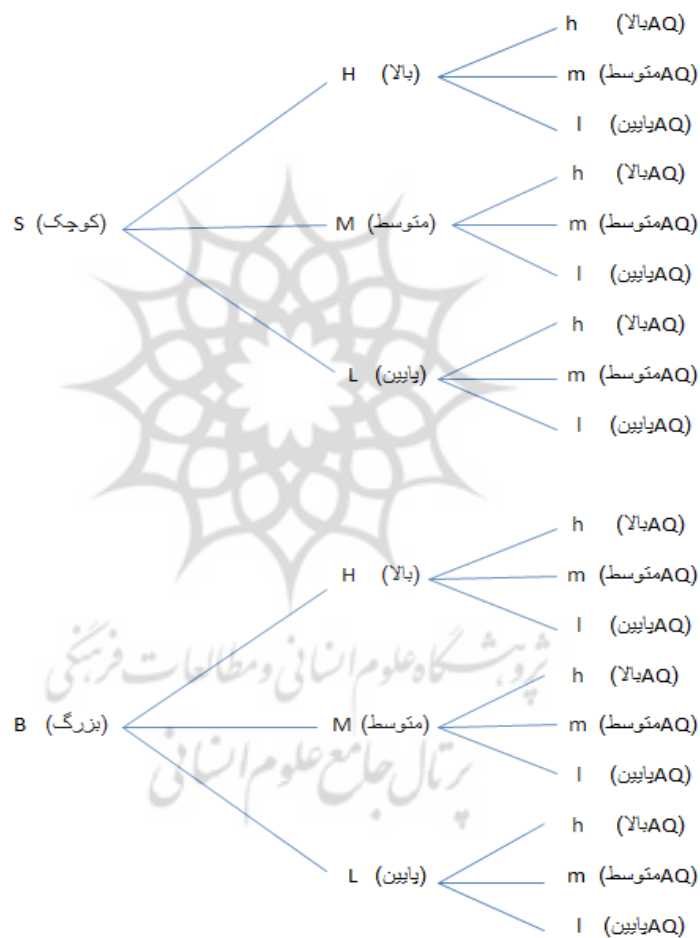 h (AQبالا)
H (بالا)
m (AQمتوسط)
l (AQپایین)
h (AQبالا)
S (کوچک)
M (متوسط)
m (AQمتوسط)
l (AQپایین)
h (AQبالا)
L (پایین)
m (AQمتوسط)
l (AQپایین)
h (AQبالا)
H (بالا)
m (AQمتوسط)
l (AQپایین)
پژوهشگاه علوم انسانی و مطالعات فرهنگی
h (AQبالا)
B (بزرگ)
M (متوسط)
m (AQمتوسط)
پرتال جامع علوم انسانی
l (AQپایین)
h (AQبالا)
L (پایین)
m (AQمتوسط)
l (AQپایین)